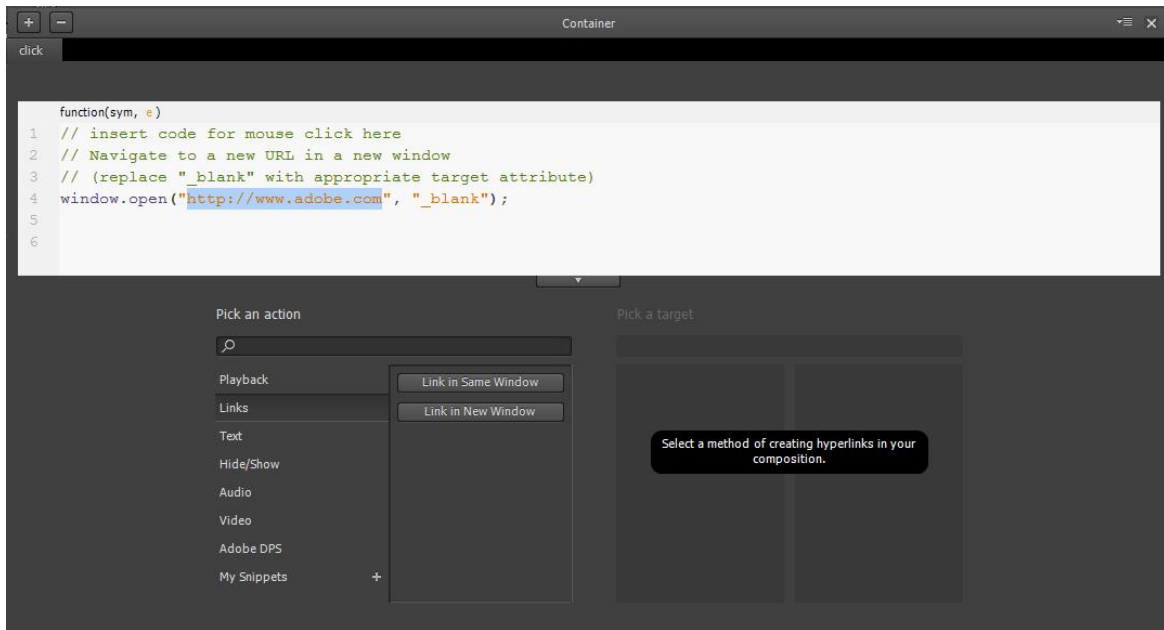 + − Container
click
function(sym, e)
1 // insert code for mouse click here
2 // Navigate to a new URL in a new window
3 // (replace "_blank" with appropriate target attribute)
4 window.open("http://www.adobe.com", "_blank");
5
6
Pick an action
Pick a target
Playback
Links
Text
Hide/Show
Audio
Video
Adobe DPS
My Snippets +
Link in Same Window
Link in New Window
Select a method of creating hyperlinks in your
composition.